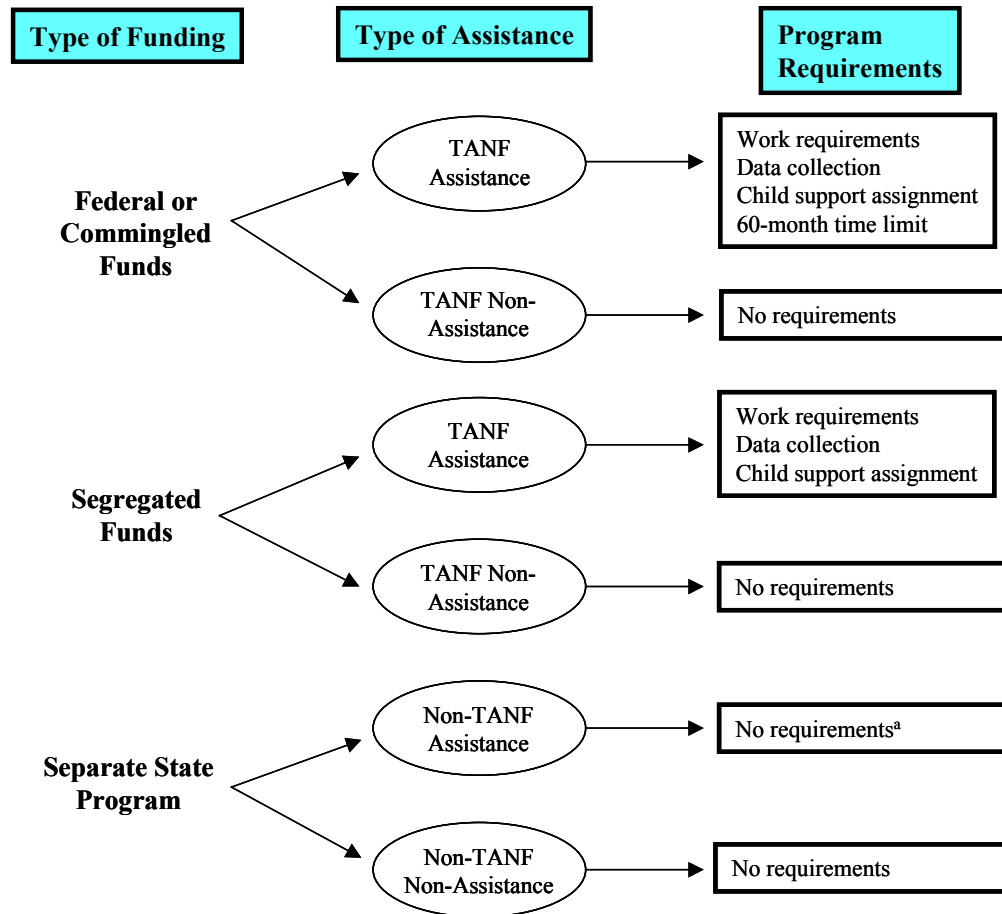 Type of Funding
Type of Assistance
Program
Requirements
Federal or
Commingled
Funds
TANF
Assistance
Work requirements
Data collection
Child support assignment
60-month time limit
TANF Non-
Assistance
No requirements
Segregated
Funds
TANF
Assistance
Work requirements
Data collection
Child support assignment
TANF Non-
Assistance
No requirements
Separate State
Program
Non-TANF
Assistance
No requirementsᵃ
Non-TANF
Non-Assistance
No requirements